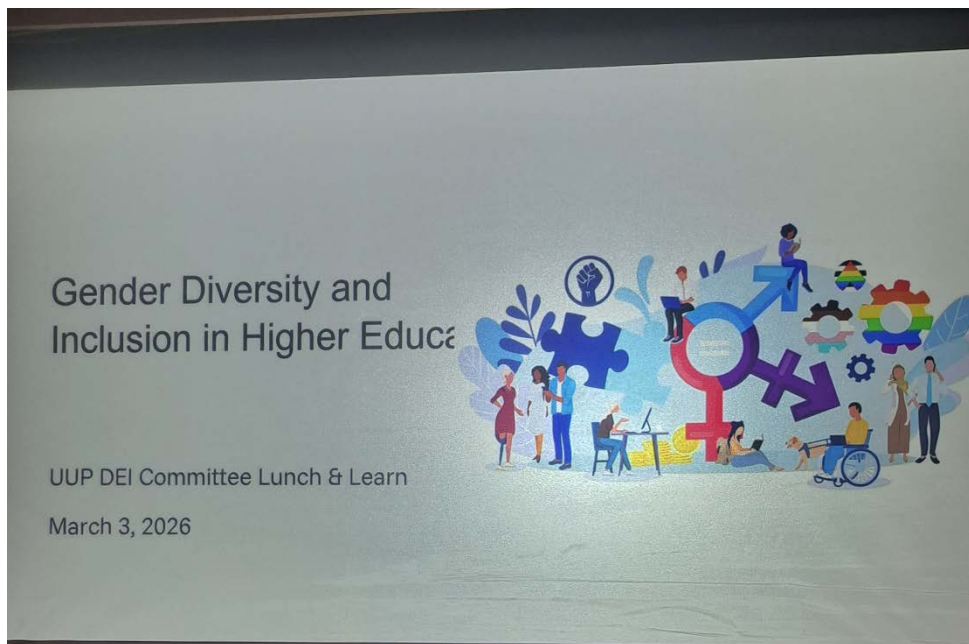 Gender Diversity and
Inclusion in Higher Educa
UUP DEI Committee Lunch & Learn
March 3, 2026